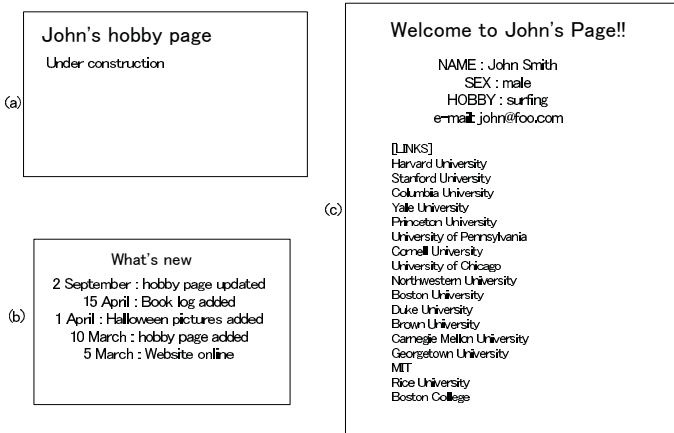 John's hobby page
Under construction
(a)
What's new
2 September : hobby page updated
15 April : Book log added
1 April : Halloween pictures added
10 March : hobby page added
5 March : Website online
(b)
Welcome to John's Page!!
NAME : John Smith
SEX : male
HOBBY : surfing
e-mail: john@foo.com
[LINKS]
Harvard University
Stanford University
Columbia University
Yale University
Princeton University
University of Pennsylvania
Cornell University
University of Chicago
Northwestern University
Boston University
Duke University
Brown University
Carnegie Mellon University
Georgetown University
MIT
Rice University
Boston College
(c)